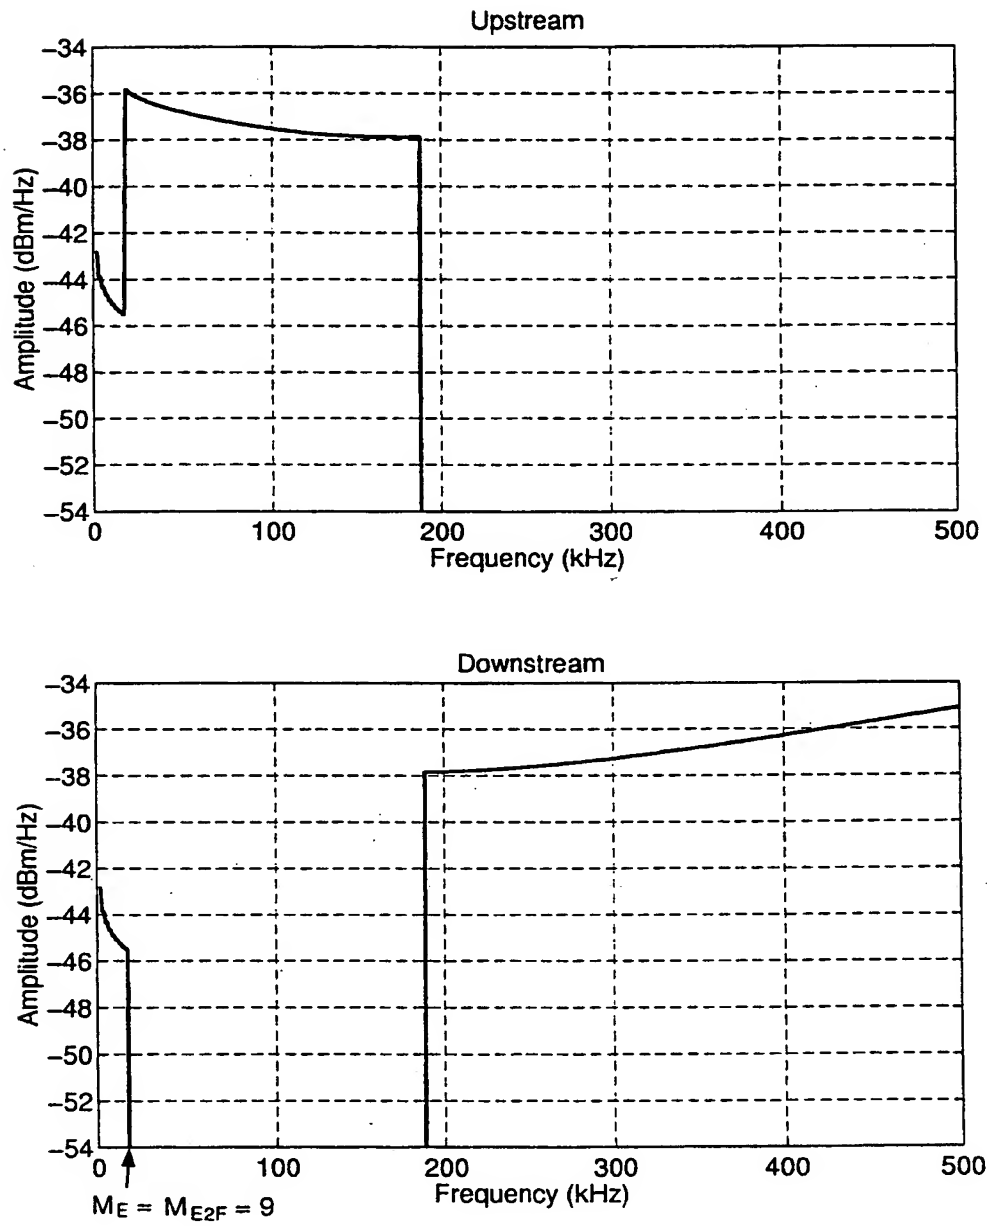 Upstream
−34
−36
−38
−40
−42
−44
−46
−48
−50
−52
−54
Amplitude (dBm/Hz)
0 100 200 300 400 500
Frequency (kHz)
Downstream
−34
−36
−38
−40
−42
−44
−46
−48
−50
−52
−54
Amplitude (dBm/Hz)
0 100 200 300 400 500
Frequency (kHz)
ME = ME2F = 9